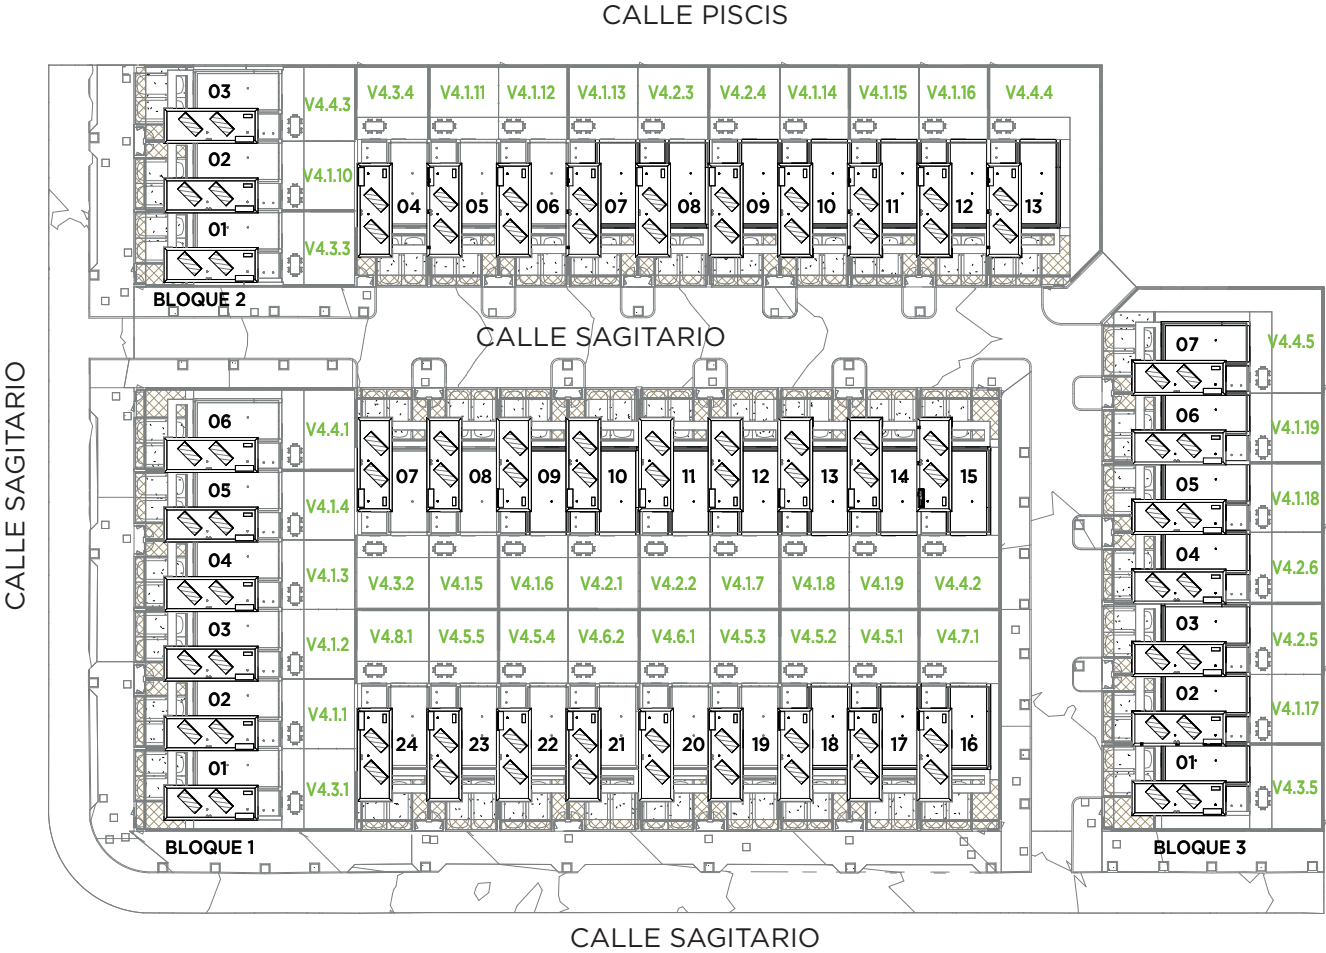 CALLE PISCIS
03
V4.4.3
V4.3.4 V4.1.11 V4.1.12 V4.1.13 V4.2.3 V4.2.4 V4.1.14 V4.1.15 V4.1.16 V4.4.4
02
V4.1.10
04 05 06 07 08 09 10 11 12 13
01
V4.3.3
BLOQUE 2
CALLE SAGITARIO
CALLE SAGITARIO
07 V4.4.5
06 V4.1.19
05 V4.1.18
04 V4.2.6
03 V4.2.5
02 V4.1.17
01 V4.3.5
BLOQUE 3
06 V4.4.1
05 V4.1.4
04 V4.1.3
03 V4.1.2
02 V4.1.1
01 V4.3.1
07 08 09 10 11 12 13 14 15
V4.3.2 V4.1.5 V4.1.6 V4.2.1 V4.2.2 V4.1.7 V4.1.8 V4.1.9 V4.4.2
V4.8.1 V4.5.5 V4.5.4 V4.6.2 V4.6.1 V4.5.3 V4.5.2 V4.5.1 V4.7.1
24 23 22 21 20 19 18 17 16
BLOQUE 1
CALLE SAGITARIO